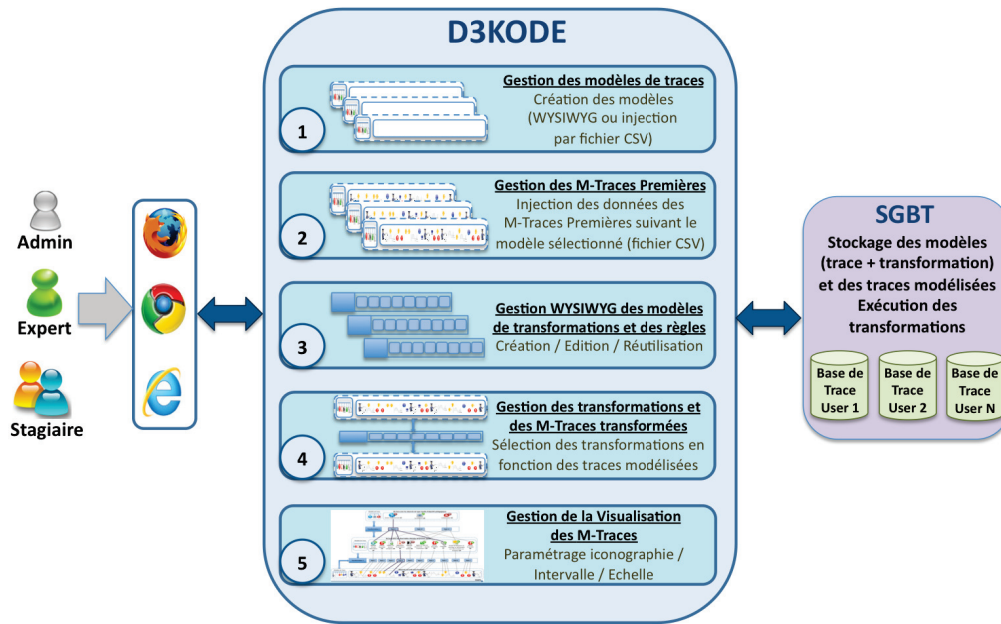 D3KODE
Admin
Expert
Stagiaire
1
Gestion des modèles de traces
Création des modèles
(WYSIWYG ou injection
par fichier CSV)
2
Gestion des M-Traces Premières
Injection des données des
M-Traces Premières suivant le
modèle sélectionné (fichier CSV)
3
Gestion WYSIWYG des modèles
de transformations et des règles
Création / Edition / Réutilisation
4
Gestion des transformations et
des M-Traces transformées
Sélection des transformations en
fonction des traces modélisées
5
Gestion de la Visualisation
des M-Traces
Paramétrage iconographie /
Intervalle / Echelle
SGBT
Stockage des modèles
(trace + transformation)
et des traces modélisées
Exécution des
transformations
Base de
Trace
User 1
Base de
Trace
User 2
Base de
Trace
User N